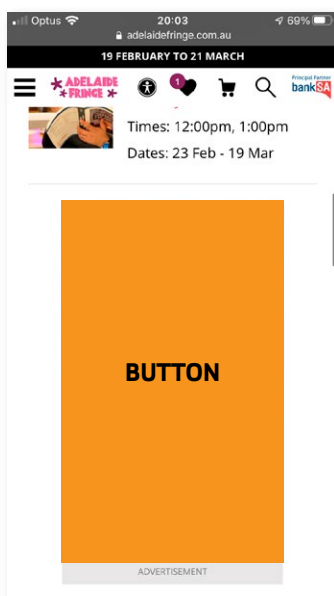 Optus 20:03 69%
adelaidefringe.com.au
19 FEBRUARY TO 21 MARCH
ADELAIDE
FRINGE
1
Principal Partner
bankSA
Times: 12:00pm, 1:00pm
Dates: 23 Feb - 19 Mar
BUTTON
ADVERTISEMENT